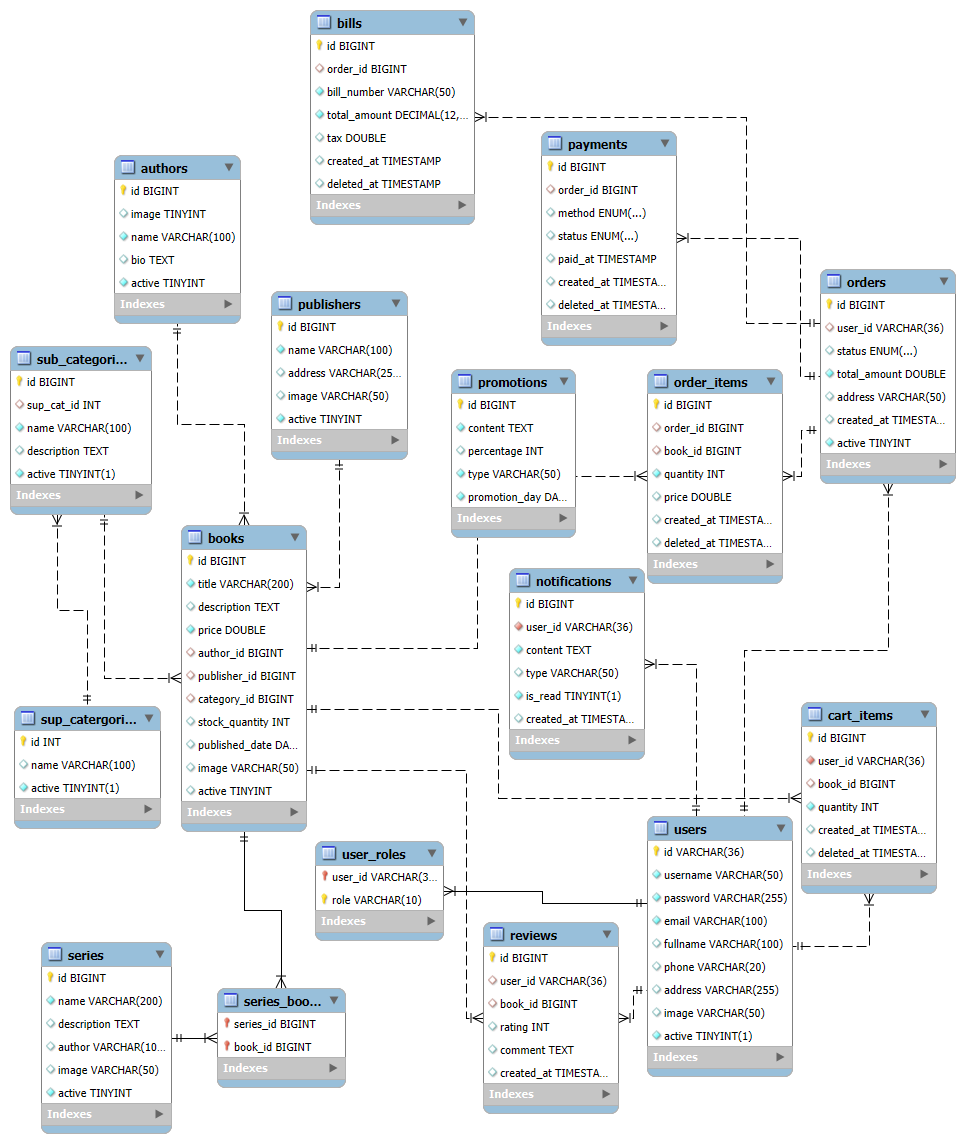 bills
id BIGINT
order_id BIGINT
bill_number VARCHAR(50)
total_amount DECIMAL(12,...
tax DOUBLE
created_at TIMESTAMP
deleted_at TIMESTAMP
Indexes
payments
id BIGINT
order_id BIGINT
method ENUM(...)
status ENUM(...)
paid_at TIMESTAMP
created_at TIMESTA...
deleted_at TIMESTA...
Indexes
authors
id BIGINT
image TINYINT
name VARCHAR(100)
bio TEXT
active TINYINT
Indexes
orders
id BIGINT
user_id VARCHAR(36)
status ENUM(...)
total_amount DOUBLE
address VARCHAR(50)
created_at TIMESTA...
active TINYINT
Indexes
publishers
id BIGINT
name VARCHAR(100)
address VARCHAR(25...
image VARCHAR(50)
active TINYINT
Indexes
sub_categori...
id BIGINT
sup_cat_id INT
name VARCHAR(100)
description TEXT
active TINYINT(1)
Indexes
promotions
id BIGINT
content TEXT
percentage INT
type VARCHAR(50)
promotion_day DA...
Indexes
order_items
id BIGINT
order_id BIGINT
book_id BIGINT
quantity INT
price DOUBLE
created_at TIMESTA...
deleted_at TIMESTA...
Indexes
books
id BIGINT
title VARCHAR(200)
description TEXT
price DOUBLE
author_id BIGINT
publisher_id BIGINT
category_id BIGINT
stock_quantity INT
published_date DA...
image VARCHAR(50)
active TINYINT
Indexes
notifications
id BIGINT
user_id VARCHAR(36)
content TEXT
type VARCHAR(50)
is_read TINYINT(1)
created_at TIMESTA...
Indexes
sup_catergori...
id INT
name VARCHAR(100)
active TINYINT(1)
Indexes
cart_items
id BIGINT
user_id VARCHAR(36)
book_id BIGINT
quantity INT
created_at TIMESTA...
deleted_at TIMESTA...
Indexes
users
id VARCHAR(36)
username VARCHAR(50)
password VARCHAR(255)
email VARCHAR(100)
fullname VARCHAR(100)
phone VARCHAR(20)
address VARCHAR(255)
image VARCHAR(50)
active TINYINT(1)
Indexes
user_roles
user_id VARCHAR(3...
role VARCHAR(10)
Indexes
reviews
id BIGINT
user_id VARCHAR(36)
book_id BIGINT
rating INT
comment TEXT
created_at TIMESTA...
Indexes
series
id BIGINT
name VARCHAR(200)
description TEXT
author VARCHAR(10...
image VARCHAR(50)
active TINYINT
Indexes
series_boo...
series_id BIGINT
book_id BIGINT
Indexes